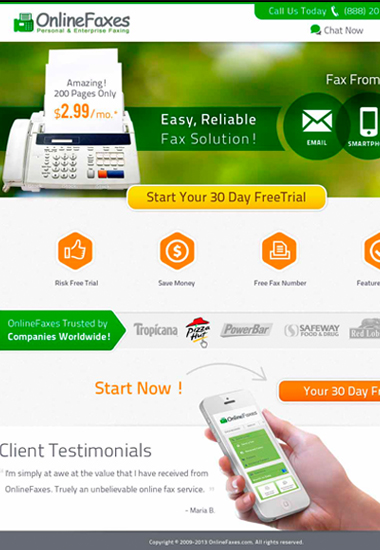 OnlineFaxes
Personal & Enterprise Faxing
Call Us Today (888) 20
Chat Now
Amazing!
200 Pages Only
$2.99/mo.*
Fax From
Easy, Reliable
Fax Solution!
EMAIL
SMARTPHO
Start Your 30 Day FreeTrial
Risk Free Trial
Save Money
Free Fax Number
Feature
OnlineFaxes Trusted by
Companies Worldwide!
Tropicana
Pizza Hut
PowerBar
SAFEWAY
FOOD & DRUG
Red Lob
Start Now !
Your 30 Day Fr
OnlineFaxes
Client Testimonials
"I'm simply at awe at the value that I have received from
OnlineFaxes. Truely an unbelievable online fax service. "
- Maria B.
Copyright © 2009-2013 OnlineFaxes.com. All rights reserved.